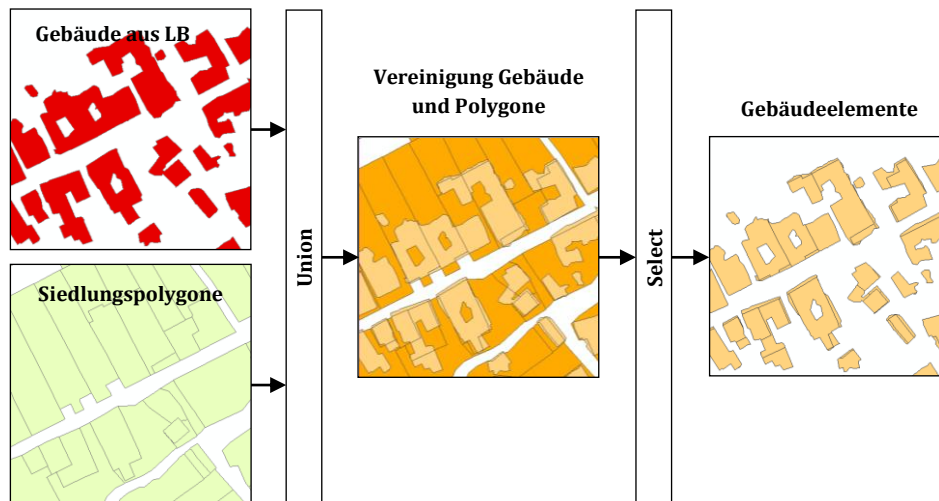 Gebäude aus LB
Siedlungspolygone
Union
Vereinigung Gebäude
und Polygone
Select
Gebäudeelemente